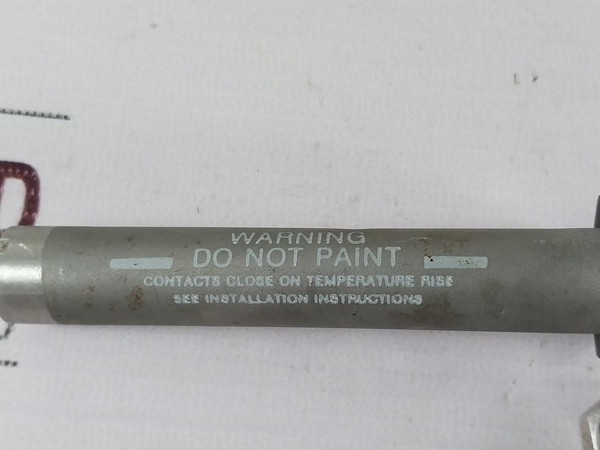 WARNING
DO NOT PAINT
CONTACTS CLOSE ON TEMPERATURE RISE
SEE INSTALLATION INSTRUCTIONS